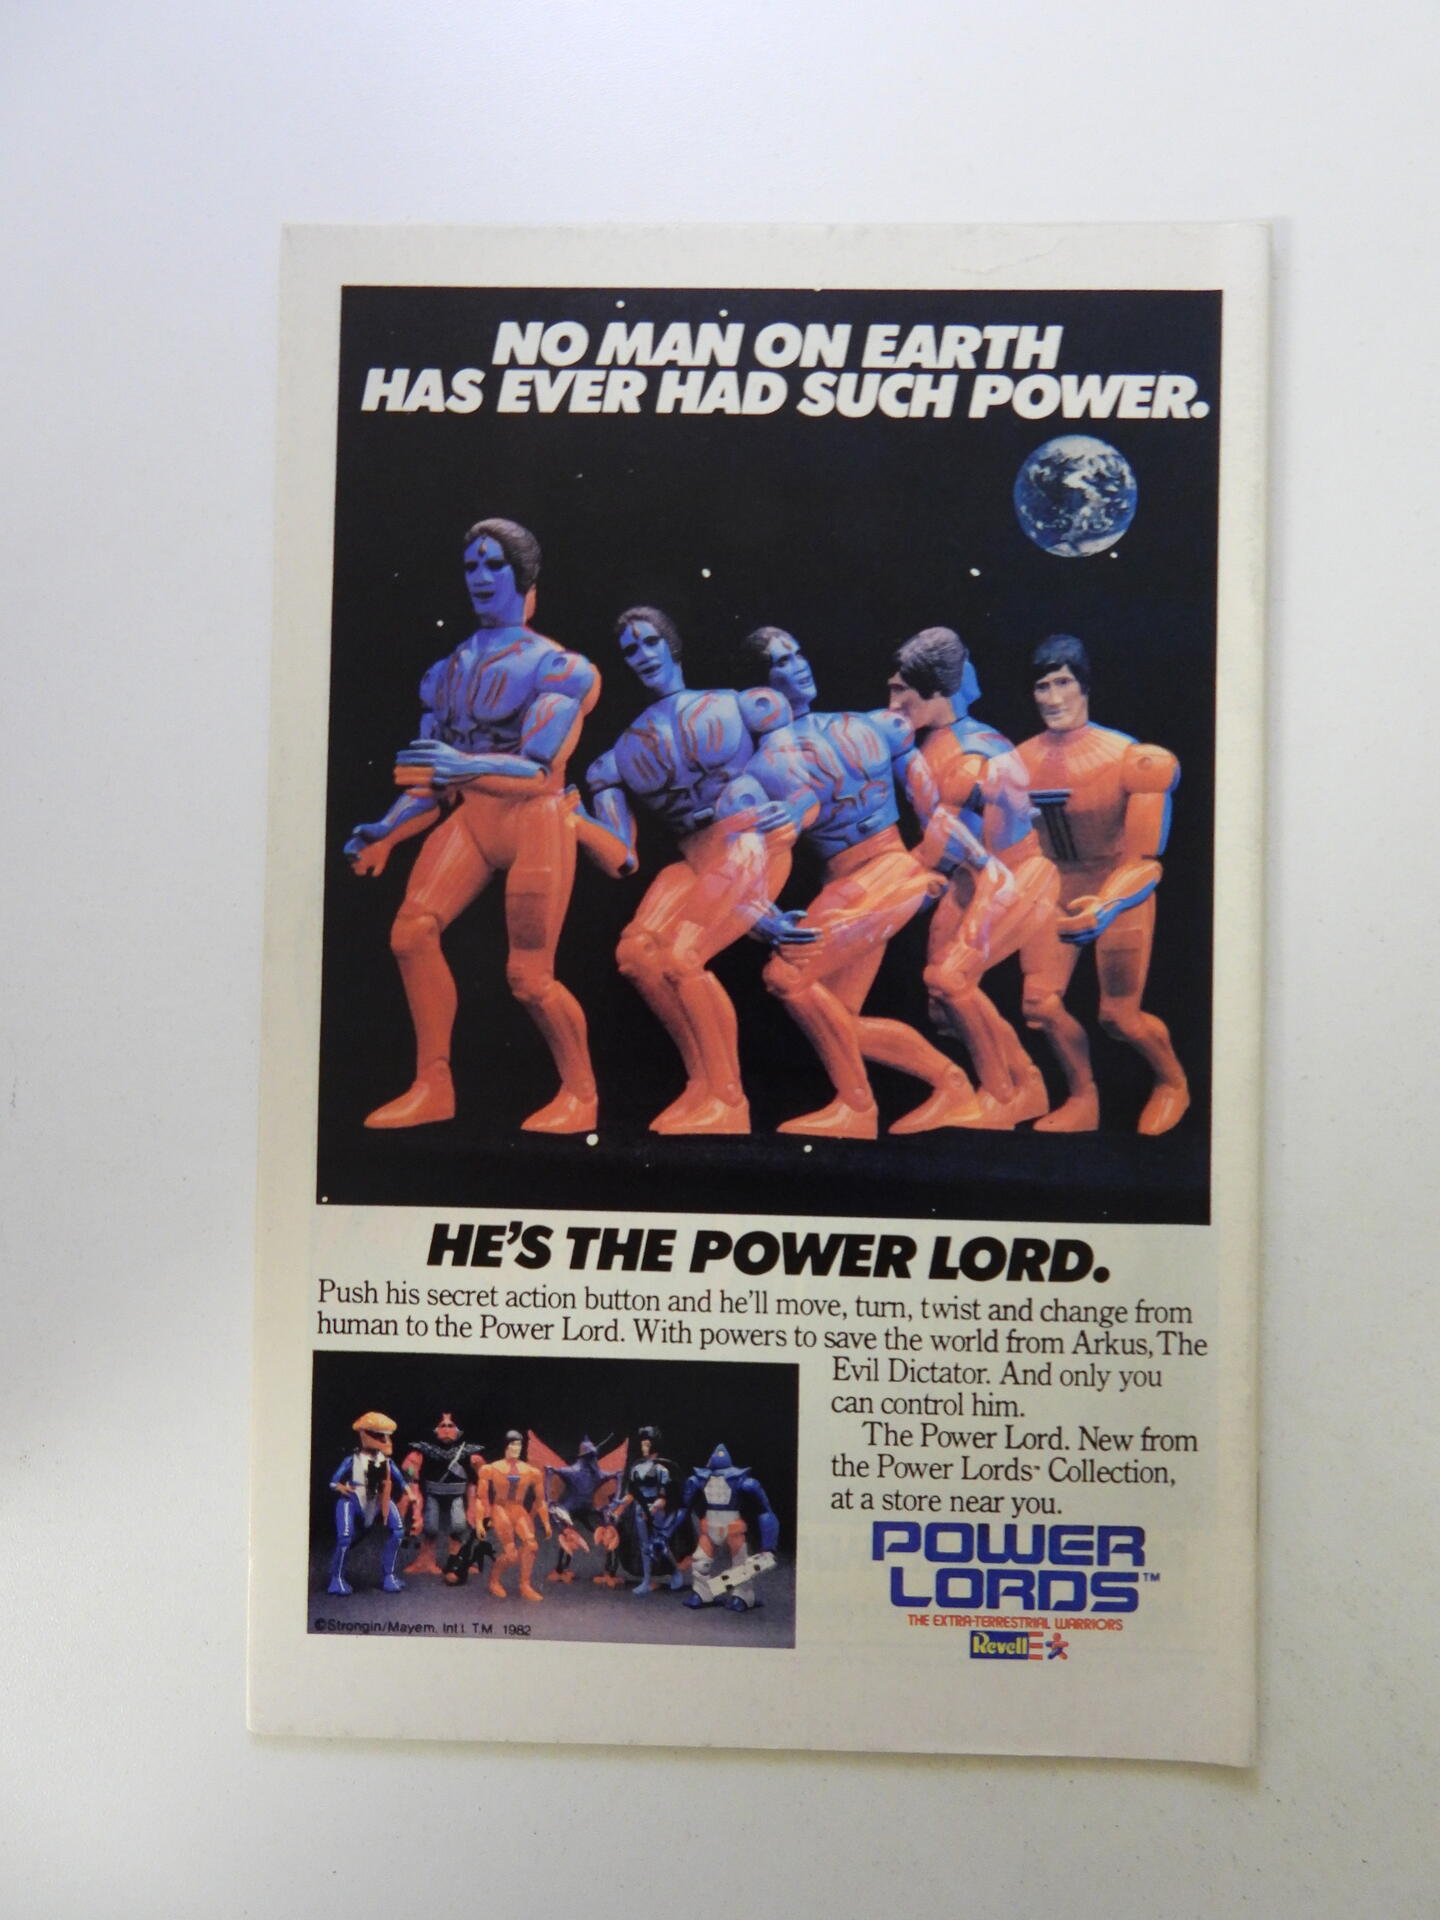 NO MAN ON EARTH
HAS EVER HAD SUCH POWER.
HE'S THE POWER LORD.
Push his secret action button and he'll move, turn, twist and change from
human to the Power Lord. With powers to save the world from Arkus, The
Evil Dictator. And only you
can control him.
The Power Lord. New from
the Power Lords™ Collection,
at a store near you.
©Strongin/Mayem, Int'l. T.M. 1982
POWER
LORDS™
THE EXTRA-TERRESTRIAL WARRIORS
Revell